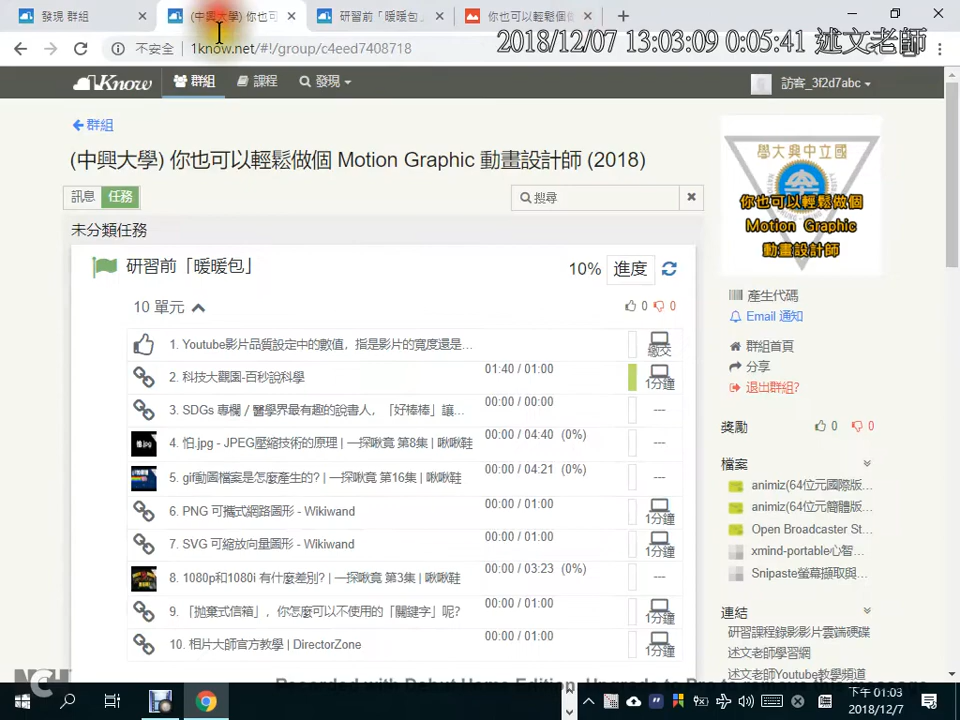 發現 群組
(中興大學) 你也可
研習前「暖暖包」
你也可以輕鬆做個
不安全 | 1know.net/#!/group/c4eed7408718
2018/12/07 13:03:09 0:05:41 述文老師
1Know
群組
課程
發現
訪客_3f2d7abc
群組
(中興大學) 你也可以輕鬆做個 Motion Graphic 動畫設計師 (2018)
訊息
任務
搜尋
未分類任務
研習前「暖暖包」
10%
進度
10 單元
0
0
1. Youtube影片品質設定中的數值，指是影片的寬度還是...
繳交
2. 科技大觀園-百秒說科學
01:40 / 01:00
1分鐘
3. SDGs 專欄 / 醫學界最有趣的說書人，「好棒棒」讓...
00:00 / 00:00
---
4. 怕.jpg - JPEG壓縮技術的原理 | 一探啾竟 第8集 | 啾啾鞋
00:00 / 04:40 (0%)
---
5. gif動圖檔案是怎麼產生的? | 一探啾竟 第16集 | 啾啾鞋
00:00 / 04:21 (0%)
---
6. PNG 可攜式網路圖形 - Wikiwand
00:00 / 01:00
1分鐘
7. SVG 可縮放向量圖形 - Wikiwand
00:00 / 01:00
1分鐘
8. 1080p和1080i 有什麼差別? | 一探啾竟 第3集 | 啾啾鞋
00:00 / 03:23 (0%)
---
9. 「拋棄式信箱」，你怎麼可以不使用的「關鍵字」呢?
00:00 / 01:00
1分鐘
10. 相片大師官方教學 | DirectorZone
00:00 / 01:00
1分鐘
學大興中立國
你也可以輕鬆做個
Motion Graphic
動畫設計師
產生代碼
Email 通知
群組首頁
分享
退出群組?
獎勵
0
0
檔案
animiz(64位元國際版...
animiz(64位元簡體版...
Open Broadcaster St...
xmind-portable心智...
Snipaste螢幕擷取與...
連結
研習課程錄影影片雲端硬碟
述文老師學習網
述文老師Youtube教學頻道
NCH
下午 01:03
2018/12/7